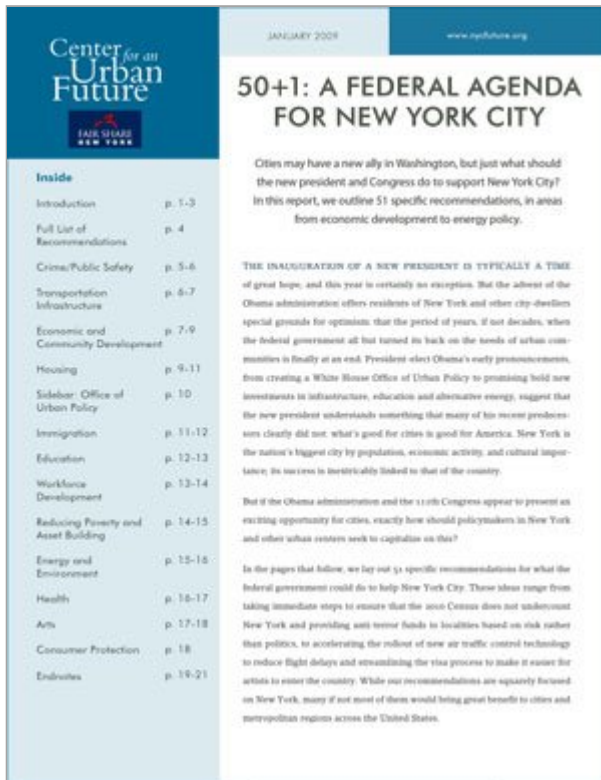 Center for an
Urban
Future
FAIR SHARE
NEW YORK
JANUARY 2009
www.nycfuture.org
50+1: A FEDERAL AGENDA
FOR NEW YORK CITY
Cities may have a new ally in Washington, but just what should
the new president and Congress do to support New York City?
In this report, we outline 51 specific recommendations, in areas
from economic development to energy policy.
Inside
Introduction p. 1-3
Full List of p. 4
Recommendations
Crime/Public Safety p. 5-6
Transportation p. 6-7
Infrastructure
Economic and p. 7-9
Community Development
Housing p. 9-11
Sidebar: Office of p. 10
Urban Policy
Immigration p. 11-12
Education p. 12-13
Workforce p. 13-14
Development
Reducing Poverty and p. 14-15
Asset Building
Energy and p. 15-16
Environment
Health p. 16-17
Arts p. 17-18
Consumer Protection p. 18
Endnotes p. 19-21
THE INAUGURATION OF A NEW PRESIDENT IS TYPICALLY A TIME
of great hope, and this year is certainly no exception. But the advent of the
Obama administration offers residents of New York and other city-dwellers
special grounds for optimism: that the period of years, if not decades, when
the federal government all but turned its back on the needs of urban com-
munities is finally at an end. President-elect Obama's early pronouncements,
from creating a White House Office of Urban Policy to promising bold new
investments in infrastructure, education and alternative energy, suggest that
the new president understands something that many of his recent predeces-
sors clearly did not: what's good for cities is good for America. New York is
the nation's biggest city by population, economic activity, and cultural impor-
tance; its success is inextricably linked to that of the country.
But if the Obama administration and the 111th Congress appear to present an
exciting opportunity for cities, exactly how should policymakers in New York
and other urban centers seek to capitalize on this?
In the pages that follow, we lay out 51 specific recommendations for what the
federal government could do to help New York City. These ideas range from
taking immediate steps to ensure that the 2010 Census does not undercount
New York and providing anti-terror funds to localities based on risk rather
than politics, to accelerating the rollout of new air traffic control technology
to reduce flight delays and streamlining the visa process to make it easier for
artists to enter the country. While our recommendations are squarely focused
on New York, many if not most of them would bring great benefit to cities and
metropolitan regions across the United States.